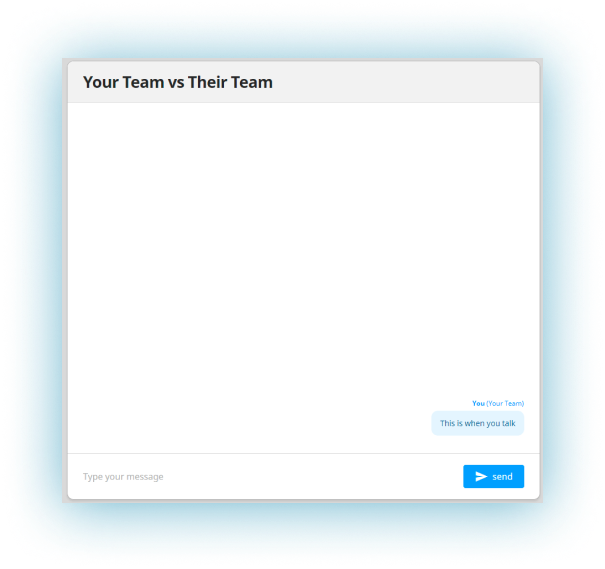 Your Team vs Their Team
You (Your Team)
This is when you talk
Type your message
send